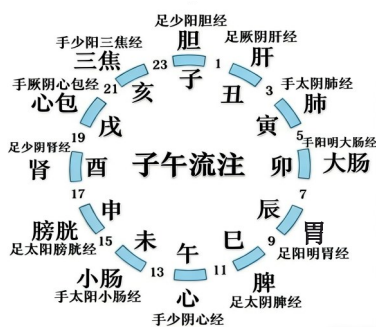 足少阳胆经
胆
子
23
1
足厥阴肝经
肝
丑
3
手太阴肺经
肺
寅
5
手阳明大肠经
大肠
卯
7
辰
胃
足阳明肾经
9
巳
脾
足太阴脾经
11
午
心
手少阴心经
13
未
小肠
手太阳小肠经
15
申
膀胱
足太阳膀胱经
17
酉
足少阴肾经
肾
19
戌
手厥阴心包经
心包
21
亥
手少阳三焦经
三焦
子午流注